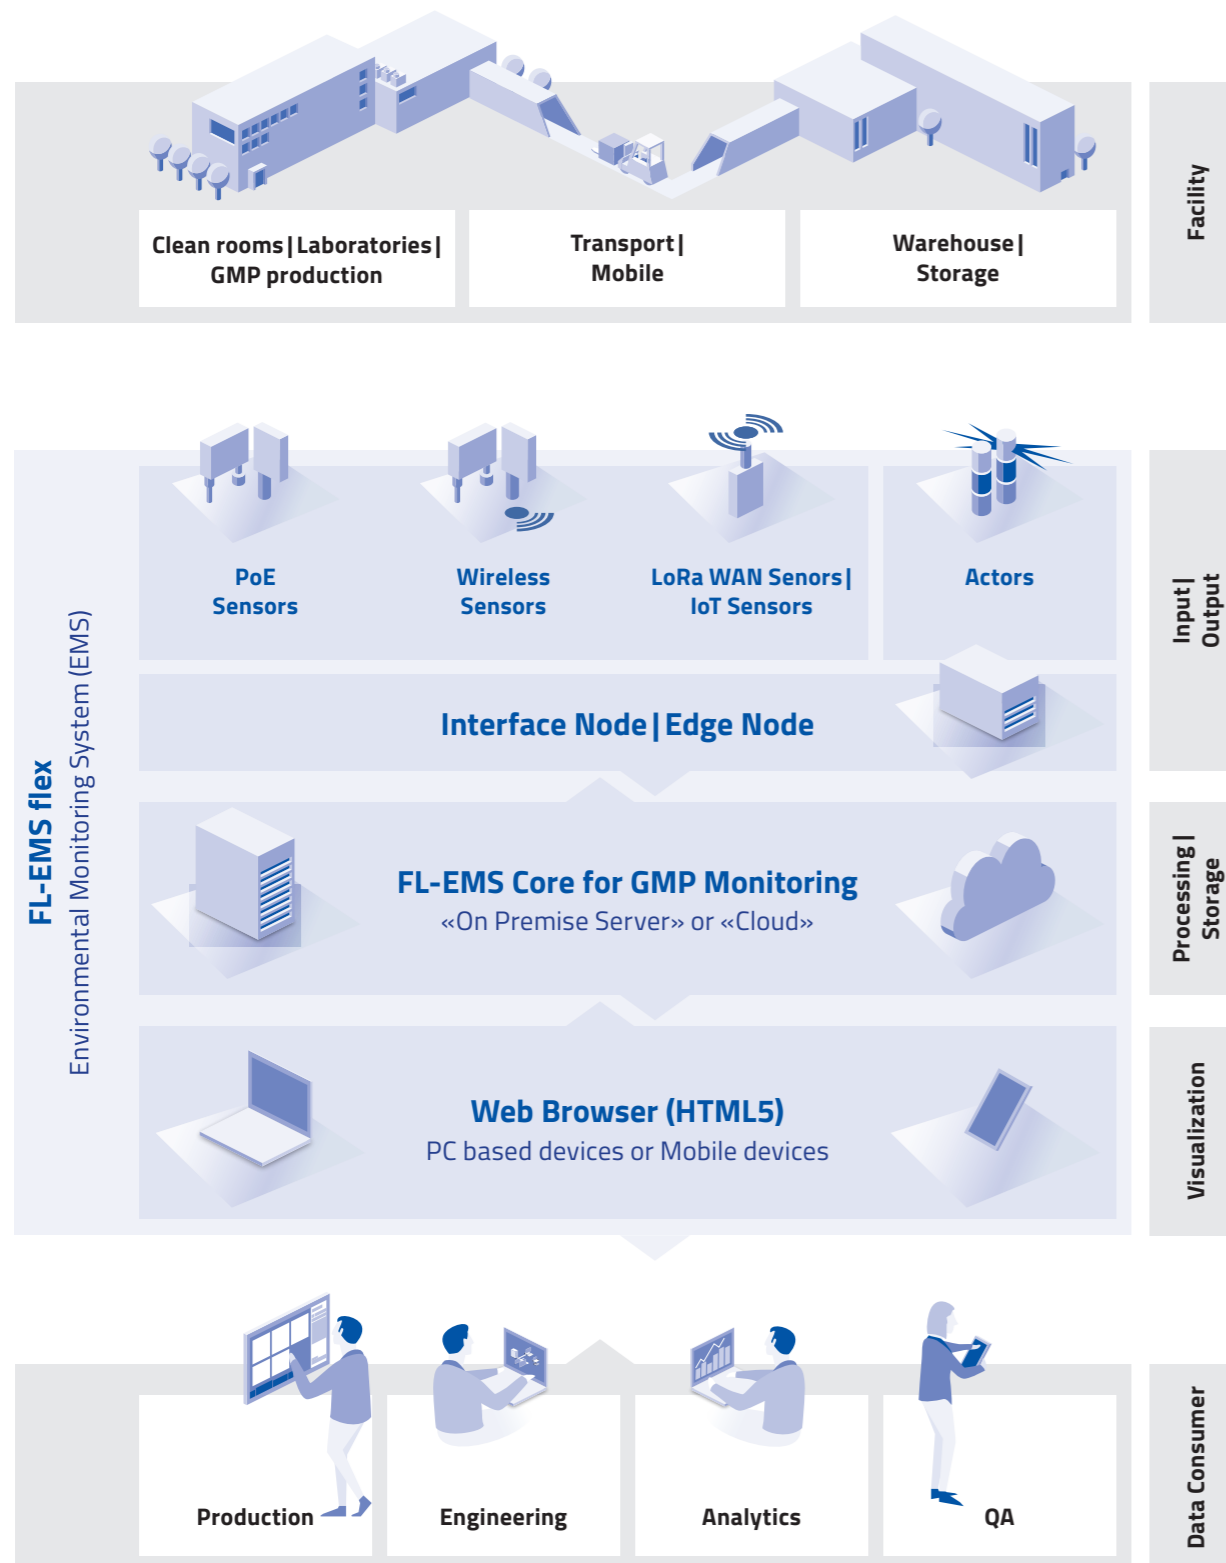 Clean rooms|Laboratories|
GMP production
Transport|
Mobile
Warehouse|
Storage
Facility
PoE
Sensors
Wireless
Sensors
LoRa WAN Senors|
IoT Sensors
Actors
Input|
Output
Interface Node|Edge Node
FL-EMS flex
Environmental Monitoring System (EMS)
FL-EMS Core for GMP Monitoring
«On Premise Server» or «Cloud»
Processing|
Storage
Web Browser (HTML5)
PC based devices or Mobile devices
Visualization
Production
Engineering
Analytics
QA
Data Consumer